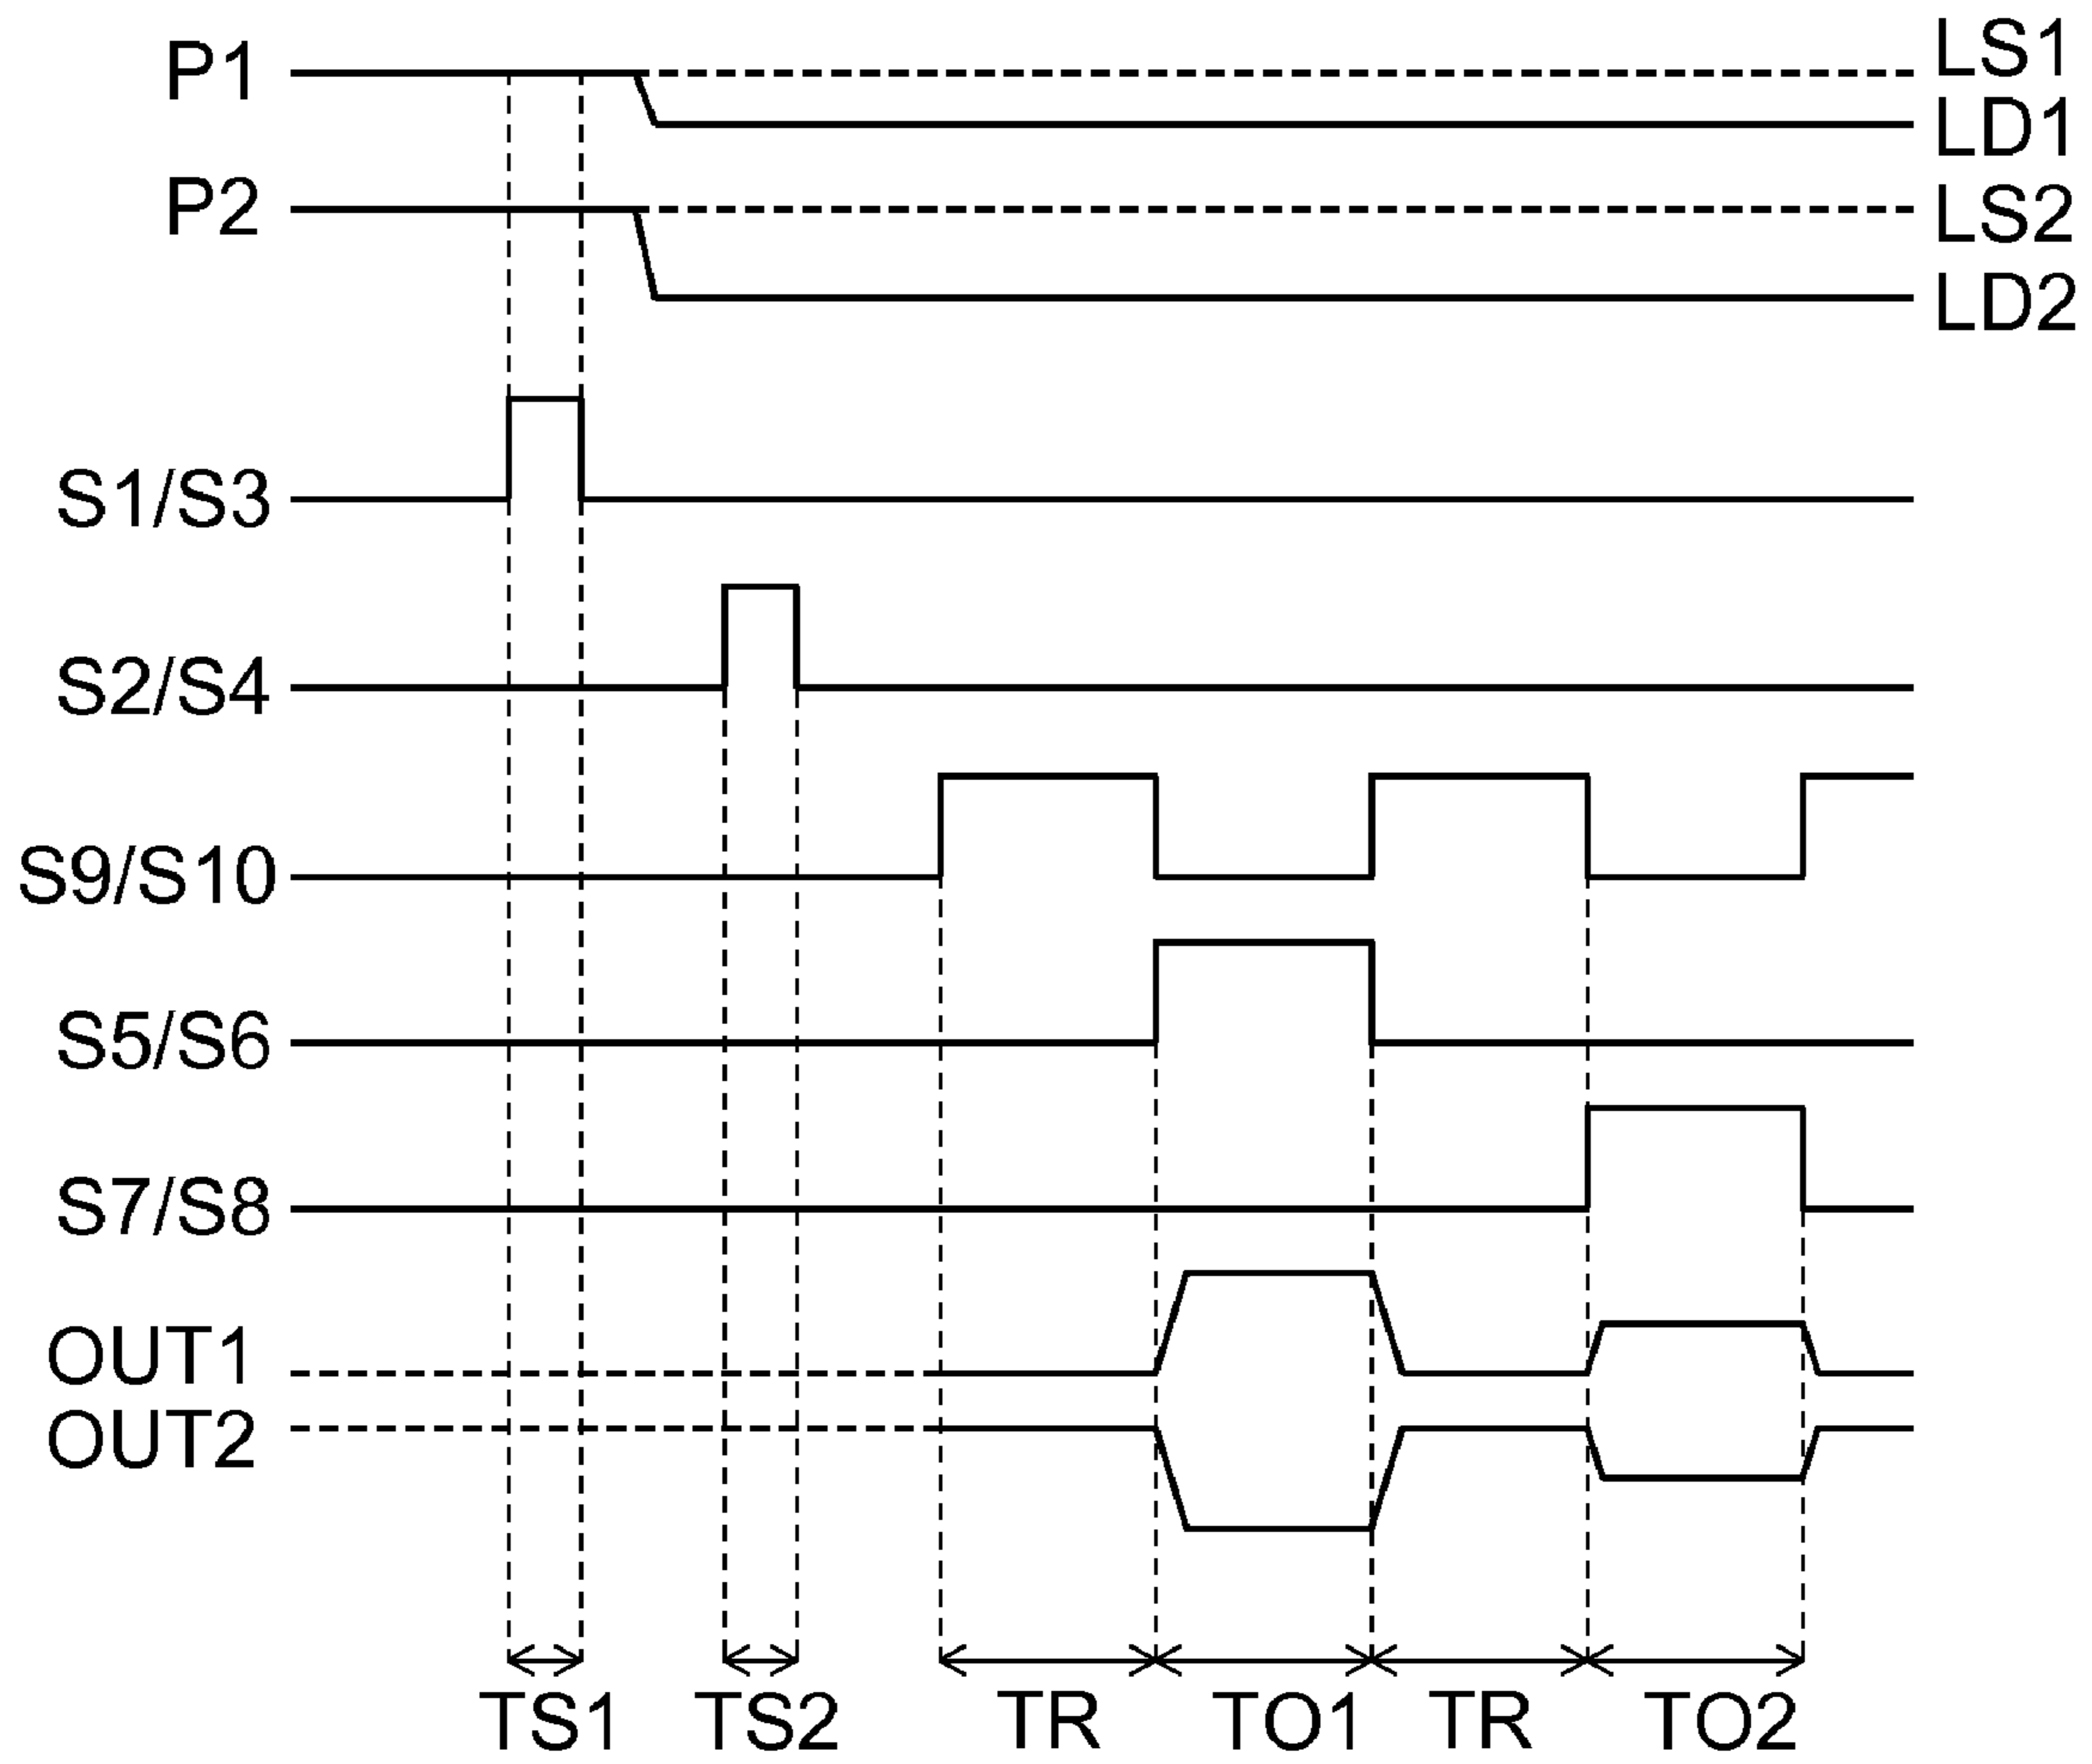 P1
LS1
LD1
P2
LS2
LD2
S1/S3
S2/S4
S9/S10
S5/S6
S7/S8
OUT1
OUT2
TS1 TS2 TR TO1 TR TO2